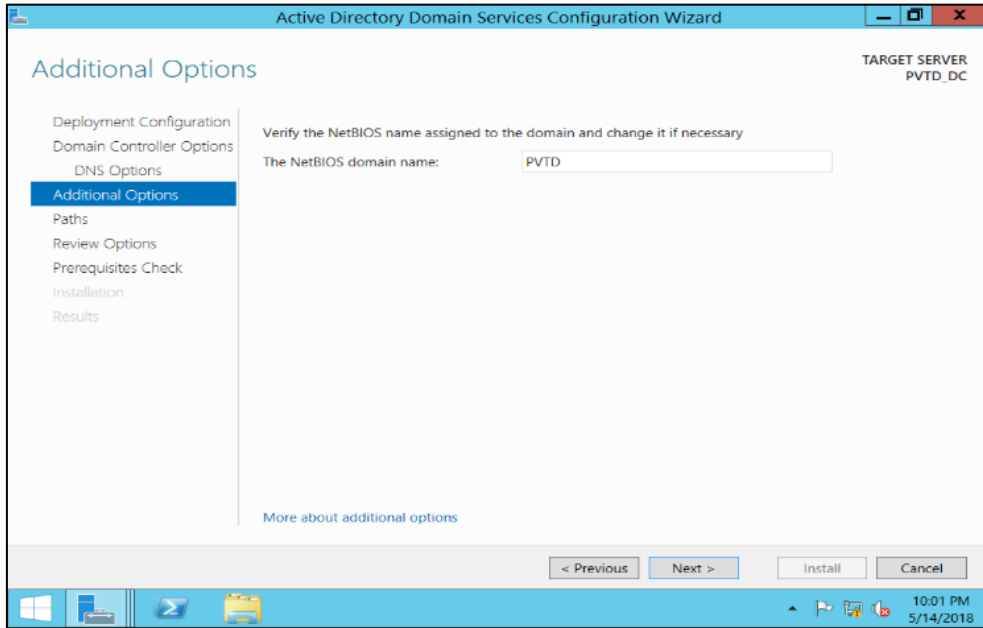 Active Directory Domain Services Configuration Wizard
Additional Options
TARGET SERVER
PVTD_DC
Deployment Configuration
Domain Controller Options
DNS Options
Additional Options
Paths
Review Options
Prerequisites Check
Installation
Results
Verify the NetBIOS name assigned to the domain and change it if necessary
The NetBIOS domain name: PVTD
More about additional options
< Previous Next > Install Cancel
10:01 PM
5/14/2018